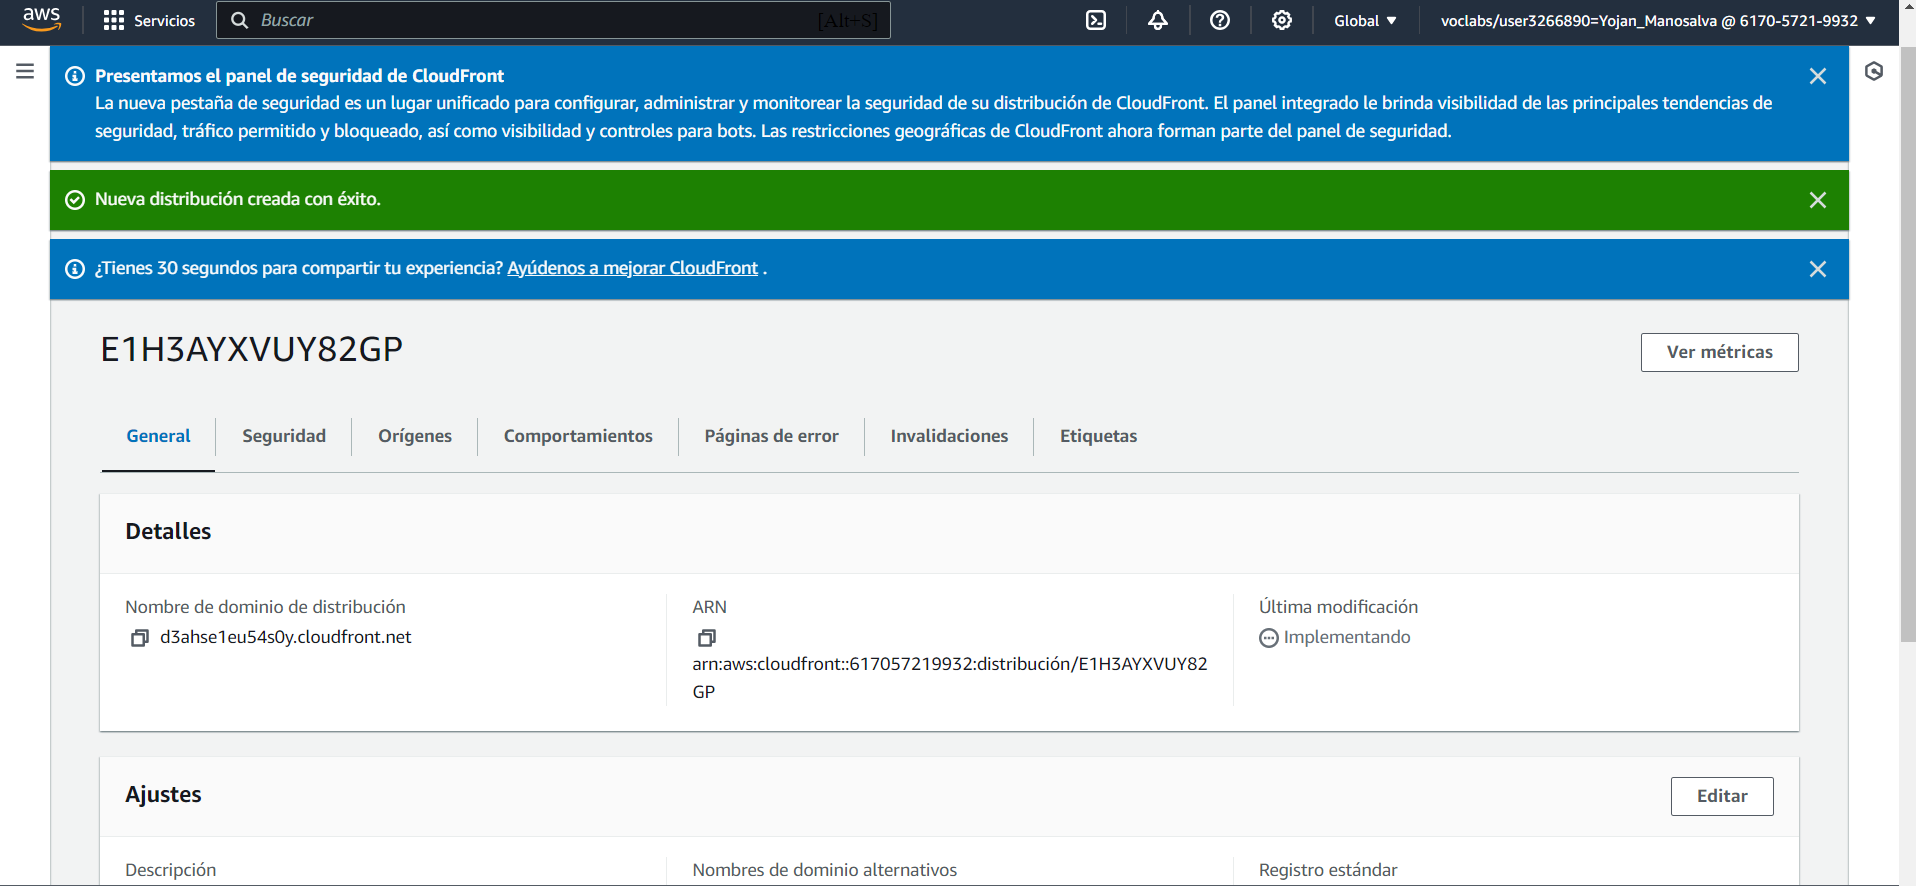 aws
Servicios
Buscar
[Alt+S]
Global
voclabs/user3266890=Yojan_Manosalva @ 6170-5721-9932
Presentamos el panel de seguridad de CloudFront
La nueva pestaña de seguridad es un lugar unificado para configurar, administrar y monitorear la seguridad de su distribución de CloudFront. El panel integrado le brinda visibilidad de las principales tendencias de
seguridad, tráfico permitido y bloqueado, así como visibilidad y controles para bots. Las restricciones geográficas de CloudFront ahora forman parte del panel de seguridad.
Nueva distribución creada con éxito.
¿Tienes 30 segundos para compartir tu experiencia? Ayúdenos a mejorar CloudFront .
E1H3AYXVUY82GP
Ver métricas
General
Seguridad
Orígenes
Comportamientos
Páginas de error
Invalidaciones
Etiquetas
Detalles
Nombre de dominio de distribución
d3ahse1eu54s0y.cloudfront.net
ARN
arn:aws:cloudfront::617057219932:distribución/E1H3AYXVUY82
GP
Última modificación
Implementando
Ajustes
Editar
Descripción
Nombres de dominio alternativos
Registro estándar